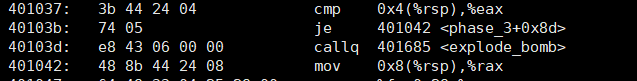 401037: 3b 44 24 04 cmp 0x4(%rsp),%eax
40103b: 74 05 je 401042 <phase_3+0x8d>
40103d: e8 43 06 00 00 callq 401685 <explode_bomb>
401042: 48 8b 44 24 08 mov 0x8(%rsp),%rax